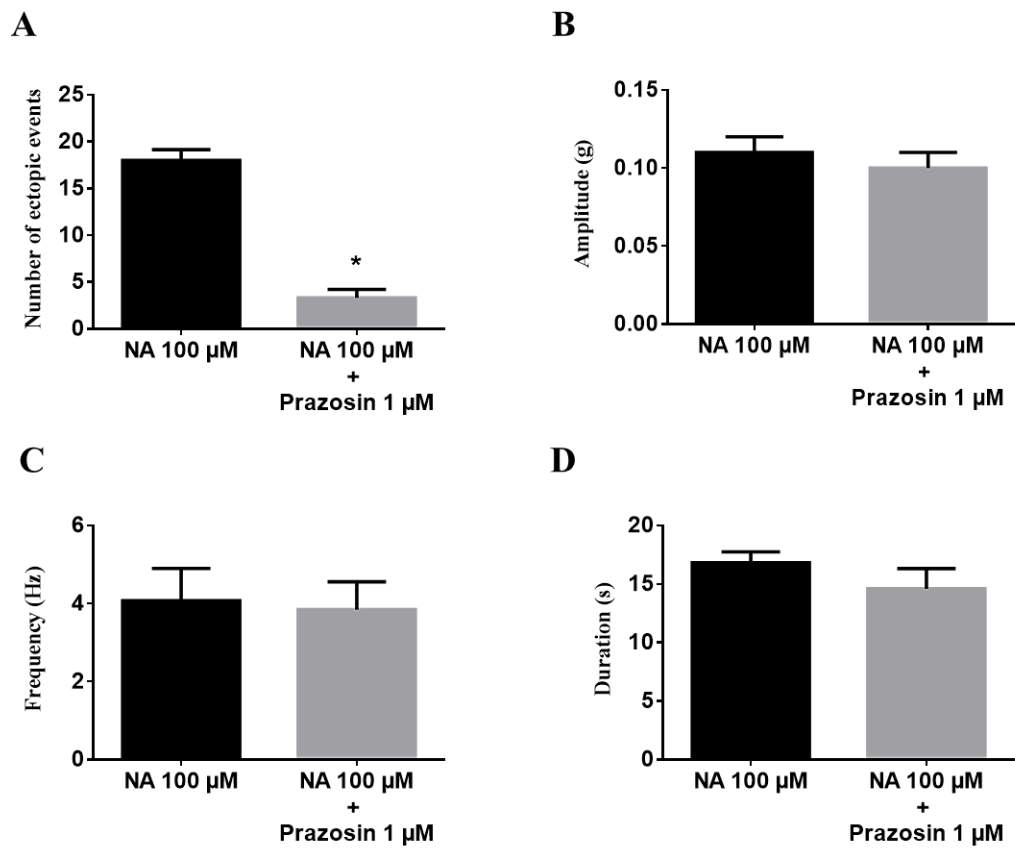 A
Number of ectopic events
25
20
15
10
5
0
*
NA 100 µM
NA 100 µM
+
Prazosin 1 µM
B
Amplitude (g)
0.15
0.10
0.05
0.00
NA 100 µM
NA 100 µM
+
Prazosin 1 µM
C
Frequency (Hz)
6
4
2
0
NA 100 µM
NA 100 µM
+
Prazosin 1 µM
D
Duration (s)
20
15
10
5
0
NA 100 µM
NA 100 µM
+
Prazosin 1 µM